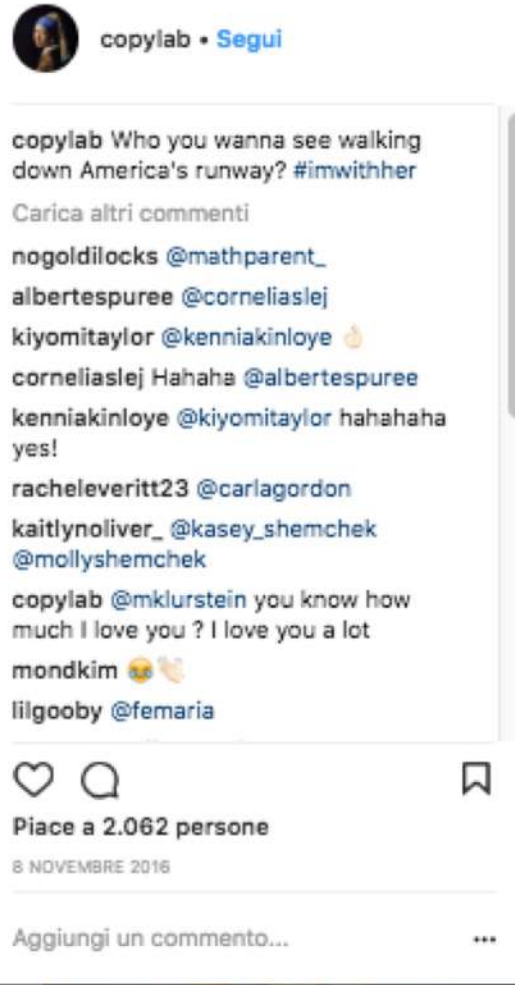 copylab • Segui
copylab Who you wanna see walking
down America's runway? #imwithher
Carica altri commenti
nogoldilocks @mathparent_
albertespuree @corneliaslej
kiyomitaylor @kenniakinloye 👌🏻
corneliaslej Hahaha @albertespuree
kenniakinloye @kiyomitaylor hahahaha
yes!
racheleveritt23 @carlagordon
kaitlynoliver_ @kasey_shemchek
@mollyshemchek
copylab @mklurstein you know how
much I love you ? I love you a lot
mondkim 😂👏🏻
lilgooby @femaria
Piace a 2.062 persone
8 NOVEMBRE 2016
Aggiungi un commento...